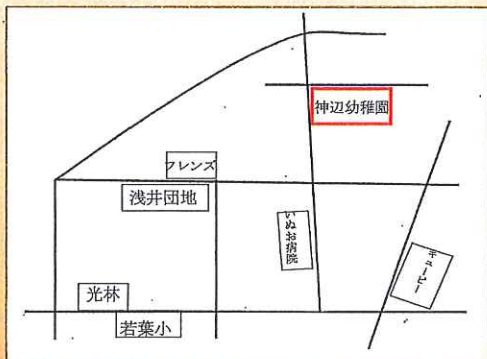 神辺幼稚園
フレンズ
浅井団地
いぬお病院
キューピー
光林
若葉小